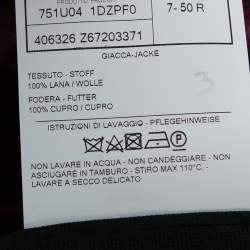 751U04 1DZPF0
7- 50 R
406326 Z67203371
GIACCA-JACKE
TESSUTO - STOFF
100% LANA / WOLLE
FODERA - FUTTER
100% CUPRO / CUPRO
3
ISTRUZIONI DI LAVAGGIO - PFLEGEHINWEISE
P
NON LAVARE IN ACQUA - NON CANDEGGIARE - NON
ASCIUGARE IN TAMBURO - STIRO MAX 110°C. -
LAVARE A SECCO DELICATO